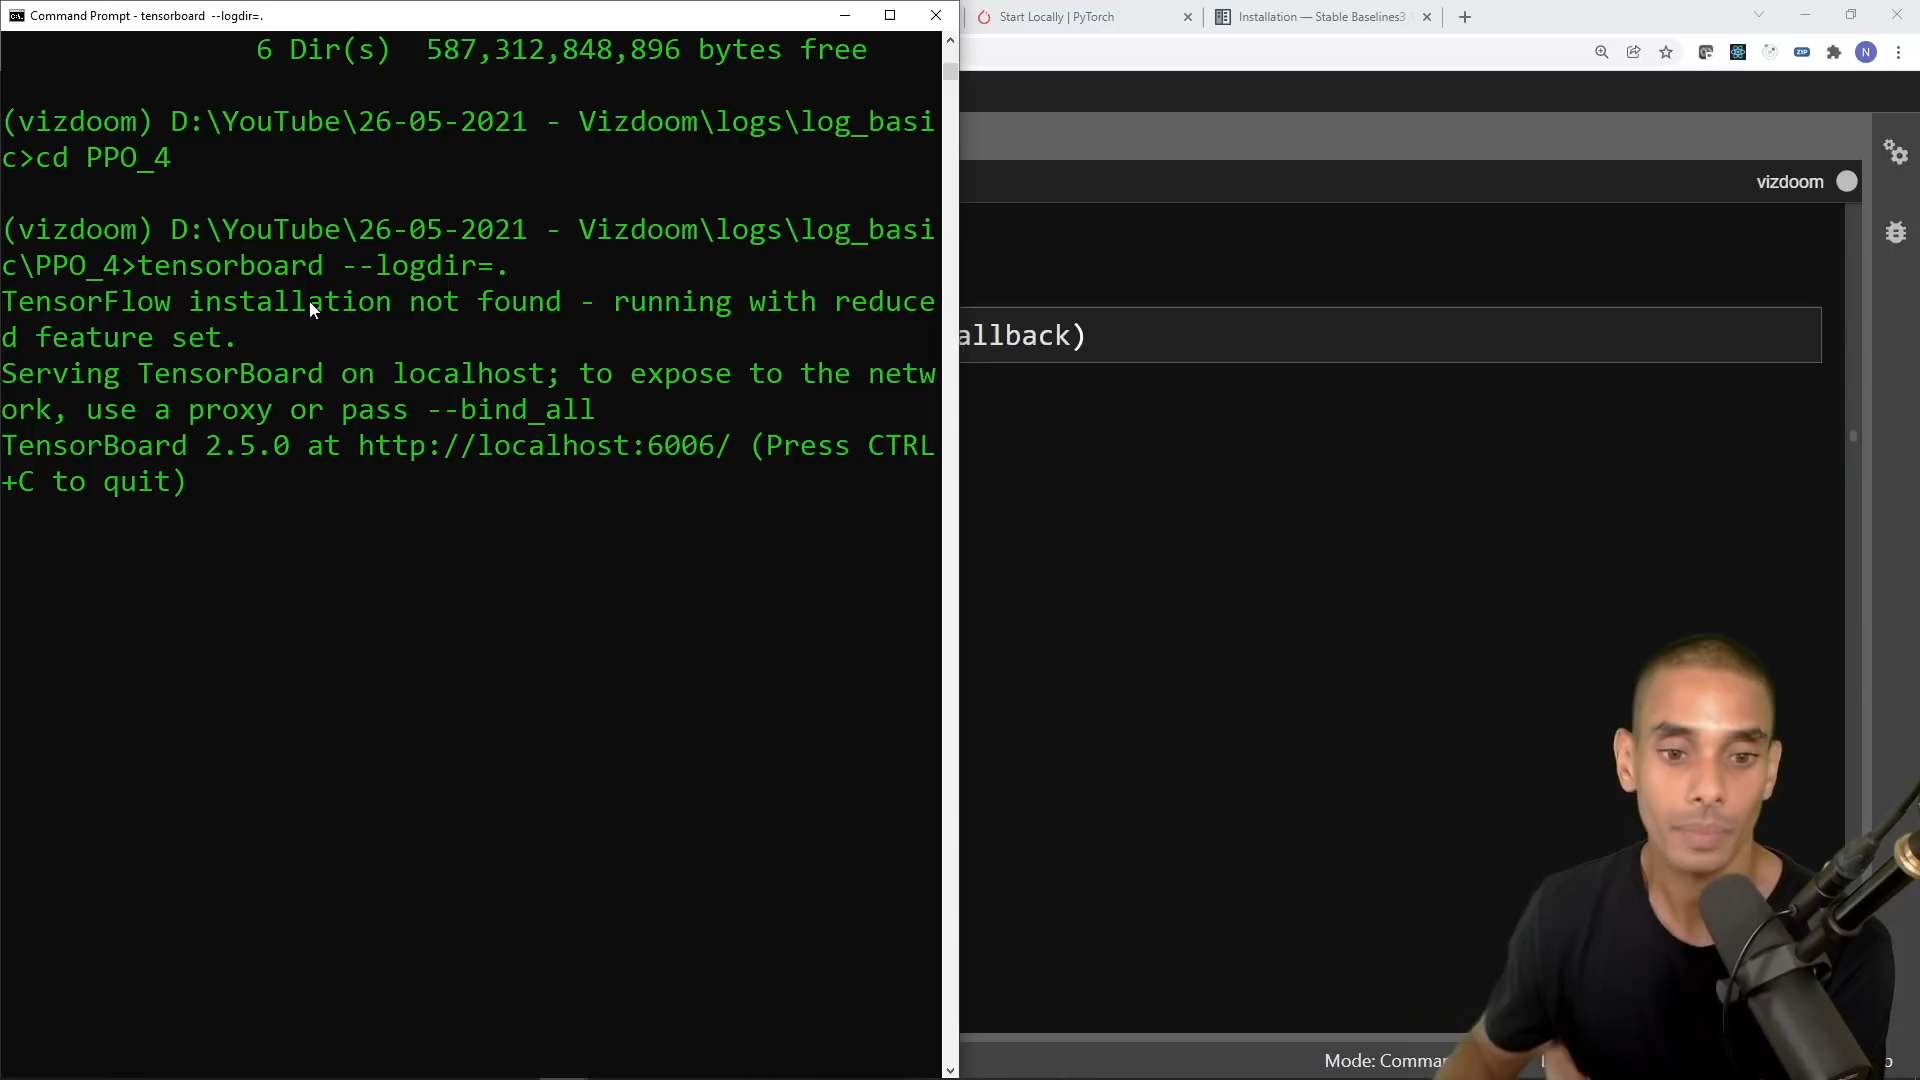 Command Prompt - tensorboard --logdir=.
Start Locally | PyTorch
Installation — Stable Baselines3
6 Dir(s) 587,312,848,896 bytes free
ZIP
N
(vizdoom) D:\YouTube\26-05-2021 - Vizdoom\logs\log_basi
c>cd PPO_4
vizdoom
(vizdoom) D:\YouTube\26-05-2021 - Vizdoom\logs\log_basi
c\PPO_4>tensorboard --logdir=.
TensorFlow installation not found - running with reduce
d feature set.
allback)
Serving TensorBoard on localhost; to expose to the netw
ork, use a proxy or pass --bind_all
TensorBoard 2.5.0 at http://localhost:6006/ (Press CTRL
+C to quit)
Mode: Comma